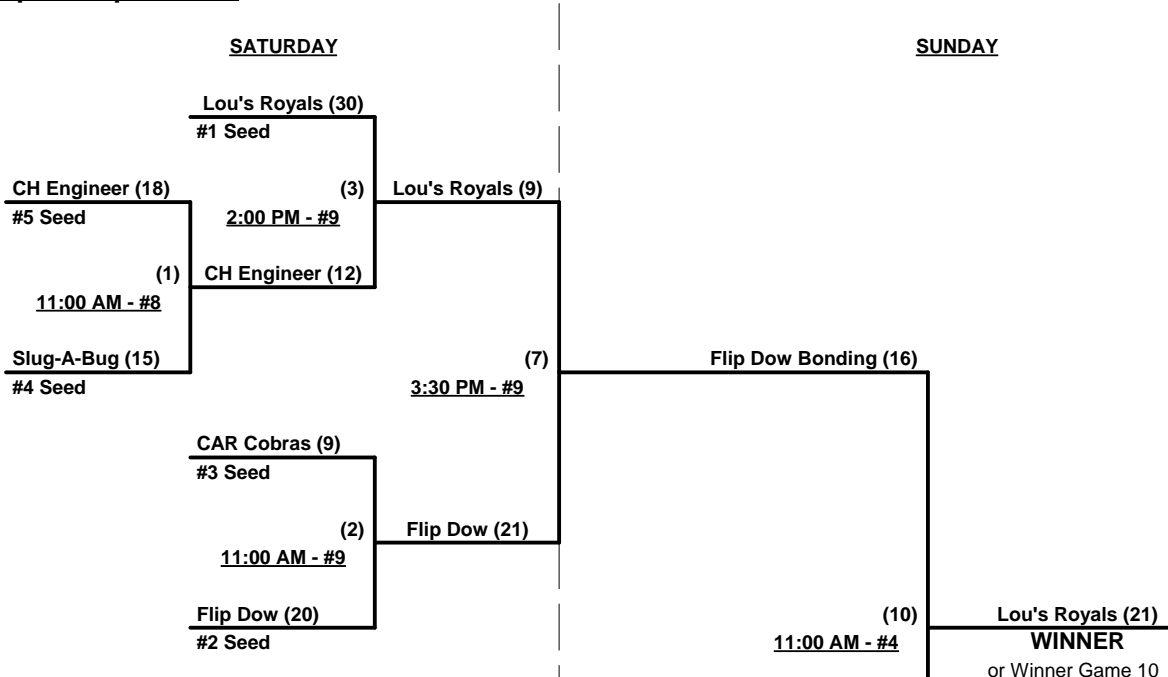 SATURDAY
SUNDAY
Lou's Royals (30)
#1 Seed
CH Engineer (18)
(3)
Lou's Royals (9)
#5 Seed
2:00 PM - #9
(1)
CH Engineer (12)
11:00 AM - #8
Slug-A-Bug (15)
(7)
Flip Dow Bonding (16)
#4 Seed
3:30 PM - #9
CAR Cobras (9)
#3 Seed
(2)
Flip Dow (21)
11:00 AM - #9
Flip Dow (20)
(10)
Lou's Royals (21)
#2 Seed
11:00 AM - #4
WINNER
or Winner Game 10